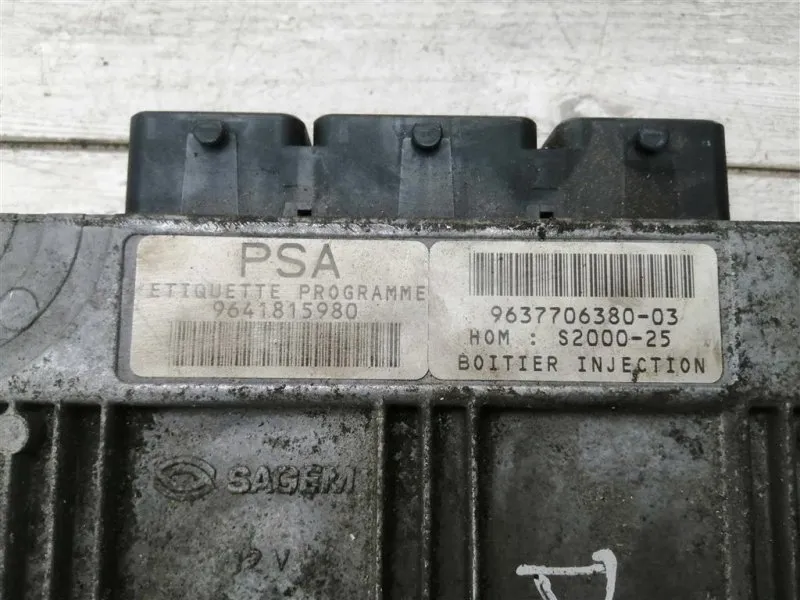 PSA
ETIQUETTE PROGRAMME
9641815980
9637706380-03
HOM : S2000-25
BOITIER INJECTION
SAGEM
12 V